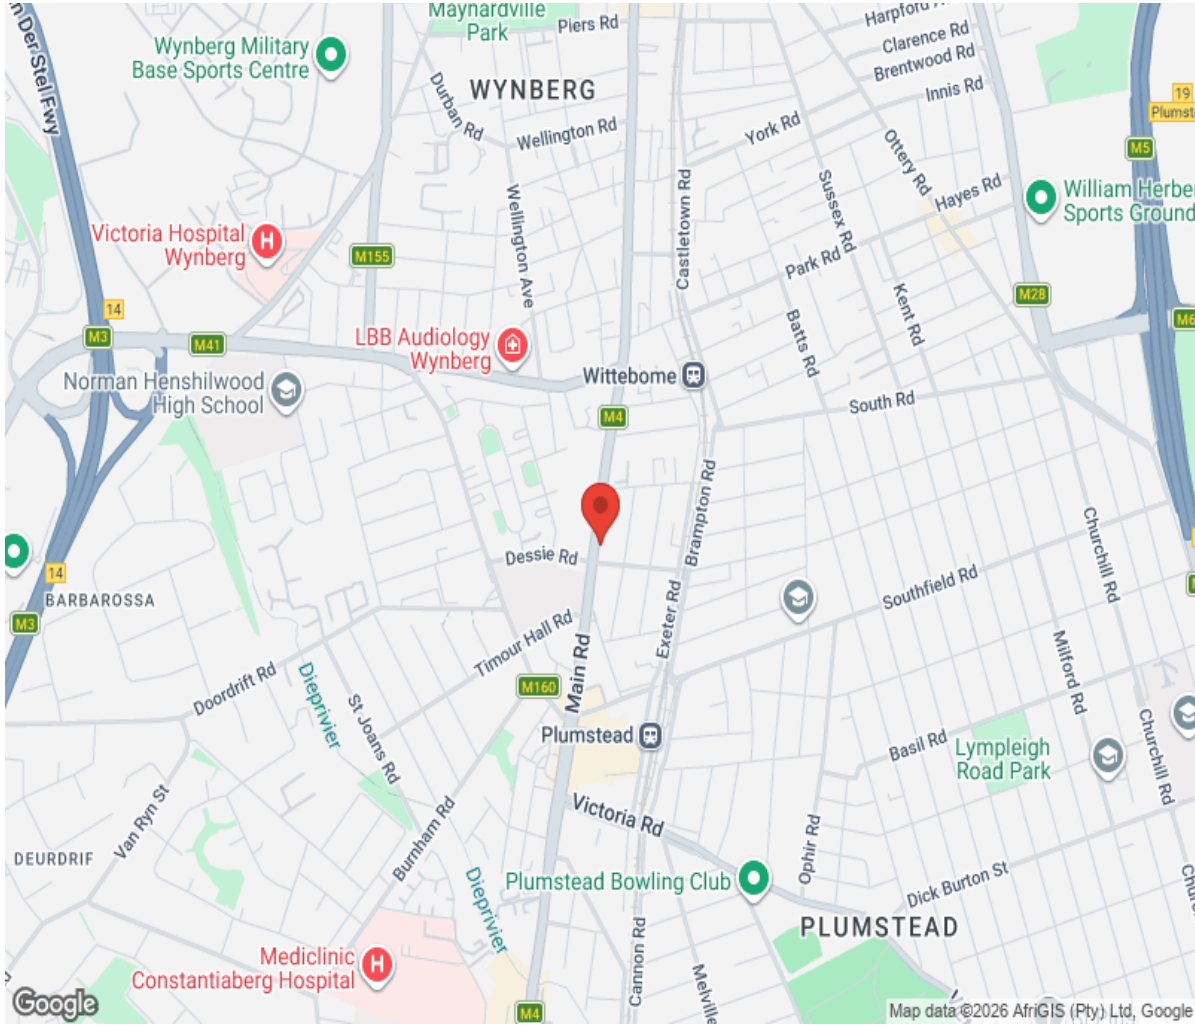 Maynardville
Park
Piers Rd
Harpford
Clarence Rd
Brentwood Rd
Innis Rd
Der Stel Fwy
Wynberg Military
Base Sports Centre
WYNBERG
Durban Rd
Wellington Rd
York Rd
Ottery Rd
19
Plumst
M5
Wellington Ave
Castletown Rd
Sussex Rd
Hayes Rd
William Herber
Sports Ground
Victoria Hospital
Wynberg
M155
Park Rd
Kent Rd
M28
14
M3
M41
Batts Rd
M6
LBB Audiology
Wynberg
Wittebome
Norman Henshilwood
High School
M4
South Rd
Brampton Rd
Churchill Rd
Dessie Rd
14
BARBAROSSA
M3
Exeter Rd
Southfield Rd
Timour Hall Rd
Main Rd
Milford Rd
Doordrift Rd
Dieprivier
M160
St Joans Rd
Plumstead
Basil Rd
Lympleigh
Road Park
Churchill Rd
Van Ryn St
Victoria Rd
Burnham Rd
Ophir Rd
DEURDRIF
Dieprivier
Plumstead Bowling Club
Dick Burton St
PLUMSTEAD
Mediclinic
Constantiaberg Hospital
Cannon Rd
Melville
M4
Google
Map data ©2026 AfriGIS (Pty) Ltd, Google